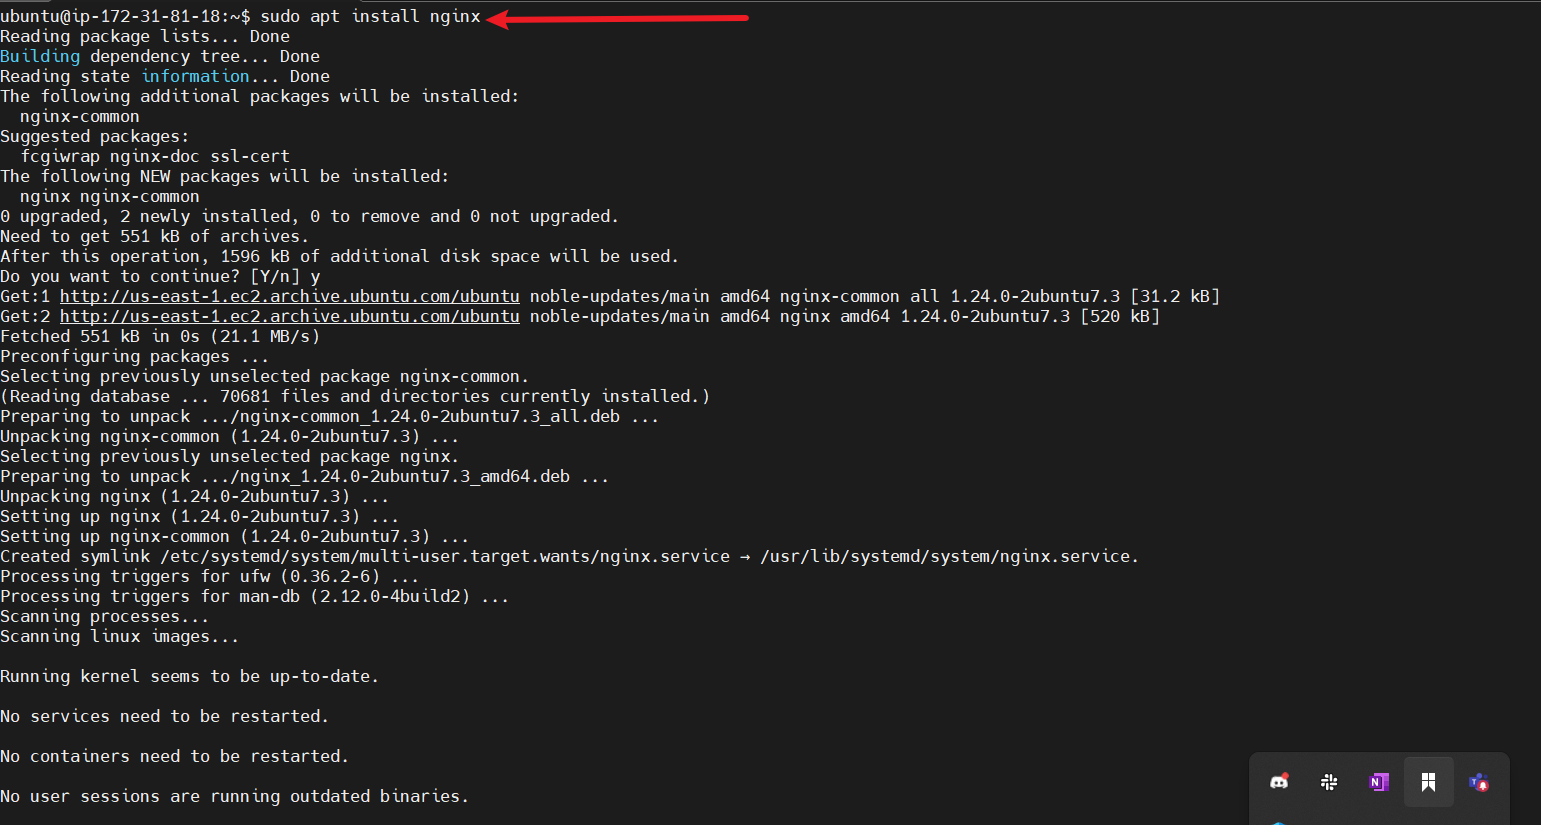 ubuntu@ip-172-31-81-18:~$ sudo apt install nginx
Reading package lists... Done
Building dependency tree... Done
Reading state information... Done
The following additional packages will be installed:
  nginx-common
Suggested packages:
  fcgiwrap nginx-doc ssl-cert
The following NEW packages will be installed:
  nginx nginx-common
0 upgraded, 2 newly installed, 0 to remove and 0 not upgraded.
Need to get 551 kB of archives.
After this operation, 1596 kB of additional disk space will be used.
Do you want to continue? [Y/n] y
Get:1 http://us-east-1.ec2.archive.ubuntu.com/ubuntu noble-updates/main amd64 nginx-common all 1.24.0-2ubuntu7.3 [31.2 kB]
Get:2 http://us-east-1.ec2.archive.ubuntu.com/ubuntu noble-updates/main amd64 nginx amd64 1.24.0-2ubuntu7.3 [520 kB]
Fetched 551 kB in 0s (21.1 MB/s)
Preconfiguring packages ...
Selecting previously unselected package nginx-common.
(Reading database ... 70681 files and directories currently installed.)
Preparing to unpack .../nginx-common_1.24.0-2ubuntu7.3_all.deb ...
Unpacking nginx-common (1.24.0-2ubuntu7.3) ...
Selecting previously unselected package nginx.
Preparing to unpack .../nginx_1.24.0-2ubuntu7.3_amd64.deb ...
Unpacking nginx (1.24.0-2ubuntu7.3) ...
Setting up nginx (1.24.0-2ubuntu7.3) ...
Setting up nginx-common (1.24.0-2ubuntu7.3) ...
Created symlink /etc/systemd/system/multi-user.target.wants/nginx.service → /usr/lib/systemd/system/nginx.service.
Processing triggers for ufw (0.36.2-6) ...
Processing triggers for man-db (2.12.0-4build2) ...
Scanning processes...
Scanning linux images...
Running kernel seems to be up-to-date.
No services need to be restarted.
No containers need to be restarted.
No user sessions are running outdated binaries.
N
T